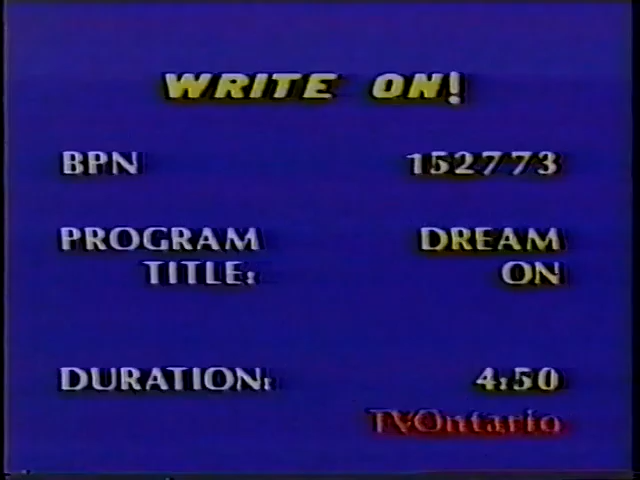 WRITE ON!
BPN 152773
PROGRAM DREAM
TITLE: ON
DURATION: 4:50
TVOntario